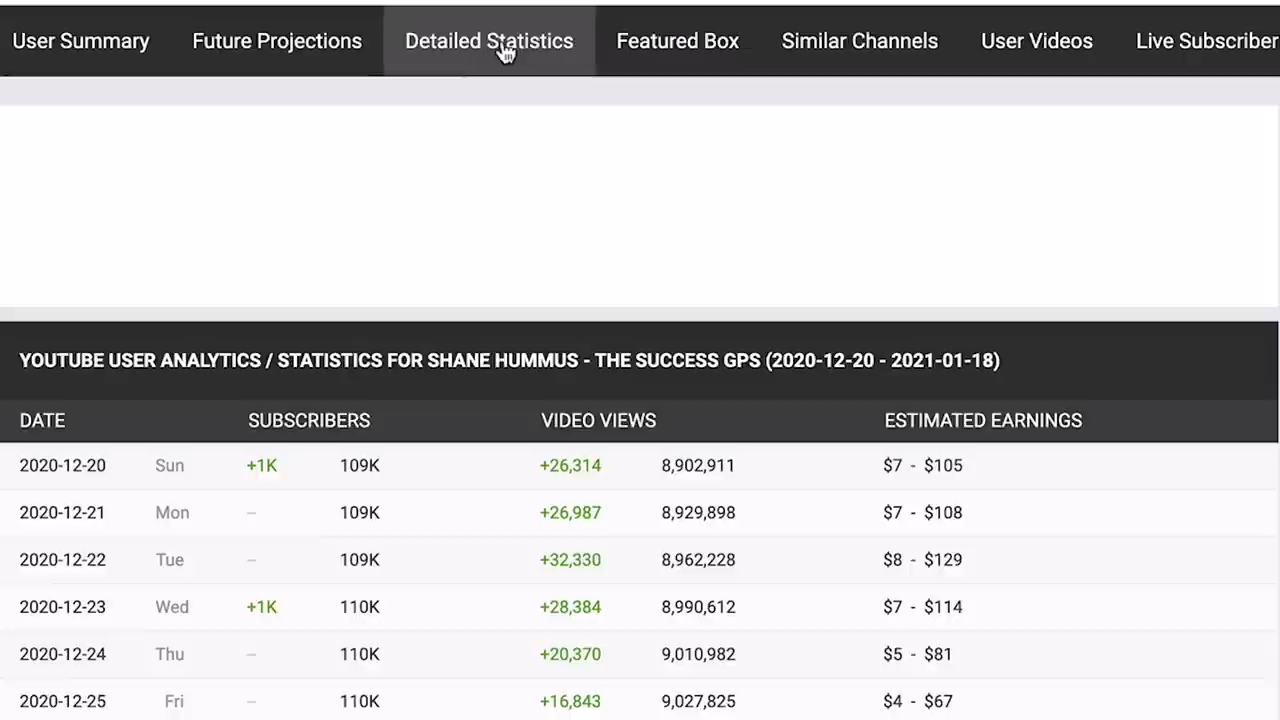 User Summary Future Projections Detailed Statistics Featured Box Similar Channels User Videos Live Subscriber
YOUTUBE USER ANALYTICS / STATISTICS FOR SHANE HUMMUS - THE SUCCESS GPS (2020-12-20 - 2021-01-18)
DATE SUBSCRIBERS VIDEO VIEWS ESTIMATED EARNINGS
2020-12-20 Sun +1K 109K +26,314 8,902,911 $7 - $105
2020-12-21 Mon -- 109K +26,987 8,929,898 $7 - $108
2020-12-22 Tue -- 109K +32,330 8,962,228 $8 - $129
2020-12-23 Wed +1K 110K +28,384 8,990,612 $7 - $114
2020-12-24 Thu -- 110K +20,370 9,010,982 $5 - $81
2020-12-25 Fri -- 110K +16,843 9,027,825 $4 - $67